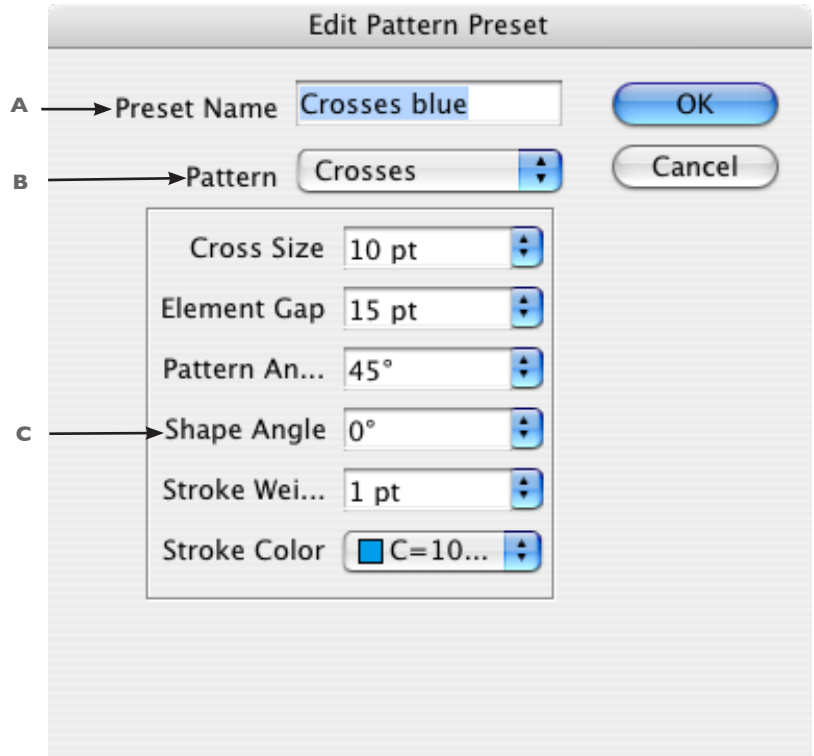 Edit Pattern Preset
A Preset Name Crosses blue OK
B Pattern Crosses Cancel
Cross Size 10 pt
Element Gap 15 pt
Pattern An... 45°
C Shape Angle 0°
Stroke Wei... 1 pt
Stroke Color C=10...